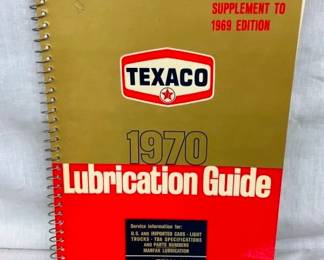 SUPPLEMENT TO
1969 EDITION
TEXACO
1970
Lubrication Guide
Service information for:
U.S. AND IMPORTED CARS - LIGHT
TRUCKS - TBA SPECIFICATIONS
AND PARTS NUMBERS
MARFAK LUBRICATION